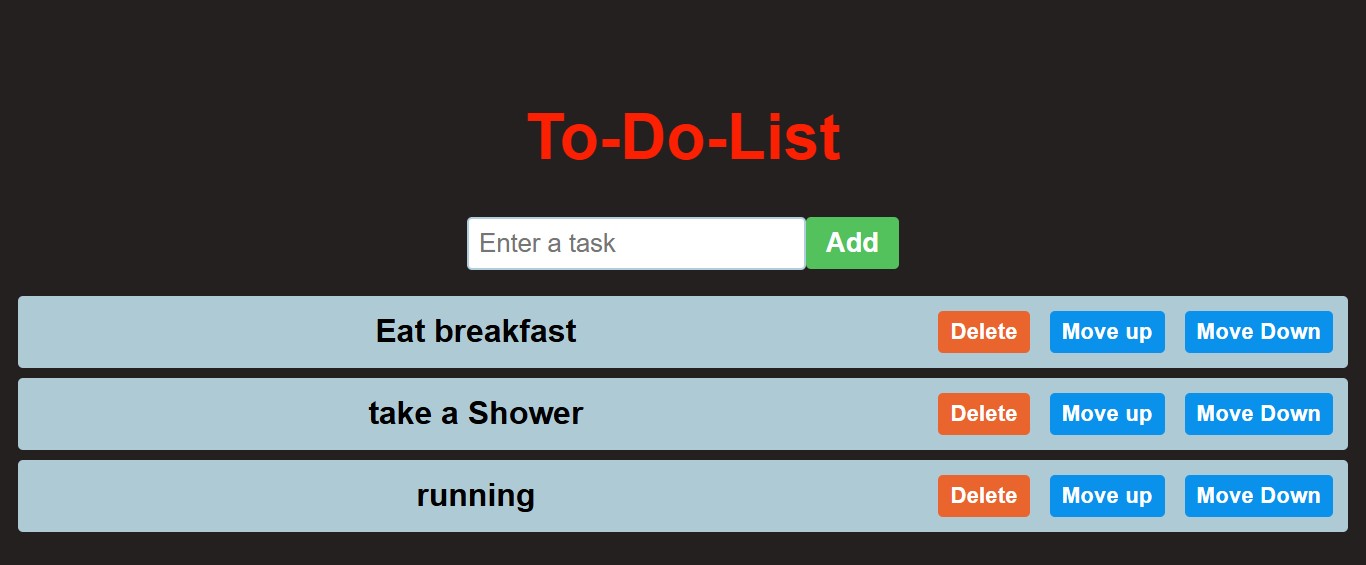 To-Do-List
Enter a task Add
Eat breakfast Delete Move up Move Down
take a Shower Delete Move up Move Down
running Delete Move up Move Down